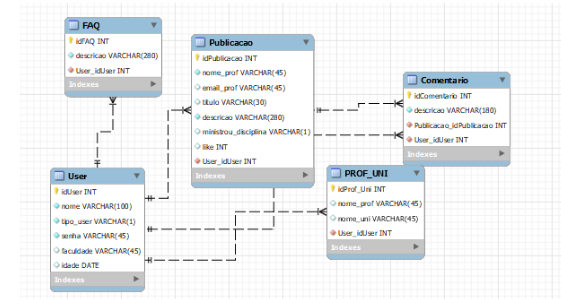 FAQ
idFAQ INT
descricao VARCHAR(280)
User_idUser INT
Indexes
Publicacao
idPublicacao INT
nome_prof VARCHAR(45)
email_prof VARCHAR(45)
titulo VARCHAR(30)
descricao VARCHAR(280)
ministrou_disciplina VARCHAR(1)
like INT
User_idUser INT
Indexes
Comentario
idComentario INT
descricao VARCHAR(180)
Publicacao_idPublicacao INT
User_idUser INT
Indexes
User
idUser INT
nome VARCHAR(100)
tipo_user VARCHAR(1)
senha VARCHAR(45)
faculdade VARCHAR(45)
idade DATE
Indexes
PROF_UNI
idProf_Uni INT
nome_prof VARCHAR(45)
nome_uni VARCHAR(45)
User_idUser INT
Indexes